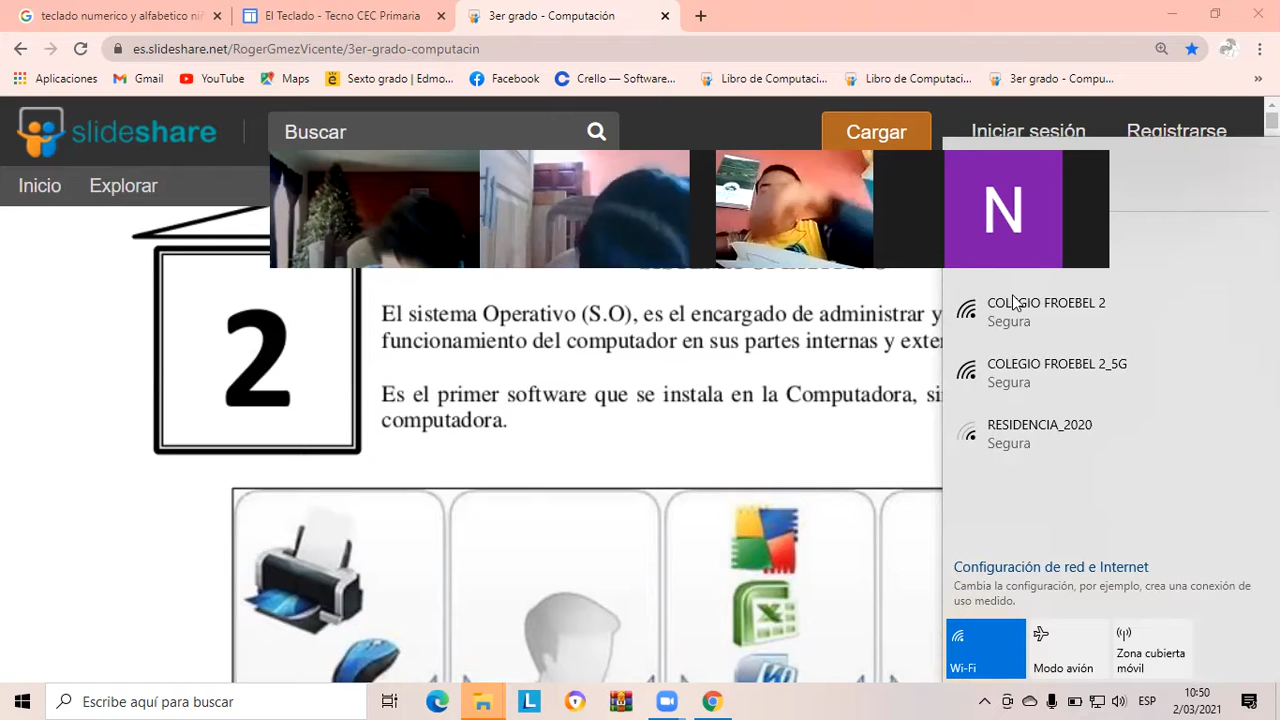 teclado numerico y alfabetico ni
El Teclado - Tecno CEC Primaria
3er grado - Computación
es.slideshare.net/RogerGmezVicente/3er-grado-computacin
Aplicaciones
Gmail
YouTube
Maps
Sexto grado | Edmo...
Facebook
Crello — Software...
Libro de Computaci...
Libro de Computaci...
3er grado - Compu...
slideshare
Buscar
Cargar
Iniciar sesión
Registrarse
Inicio
Explorar
N
2
El sistema Operativo (S.O), es el encargado de administrar y
funcionamiento del computador en sus partes internas y exte
Es el primer software que se instala en la Computadora, si
computadora.
COLEGIO FROEBEL 2
Segura
COLEGIO FROEBEL 2_5G
Segura
RESIDENCIA_2020
Segura
Configuración de red e Internet
Cambia la configuración, por ejemplo, crea una conexión de
uso medido.
Wi-Fi
Modo avión
Zona cubierta
móvil
Escribe aquí para buscar
L
ESP
10:50
2/03/2021